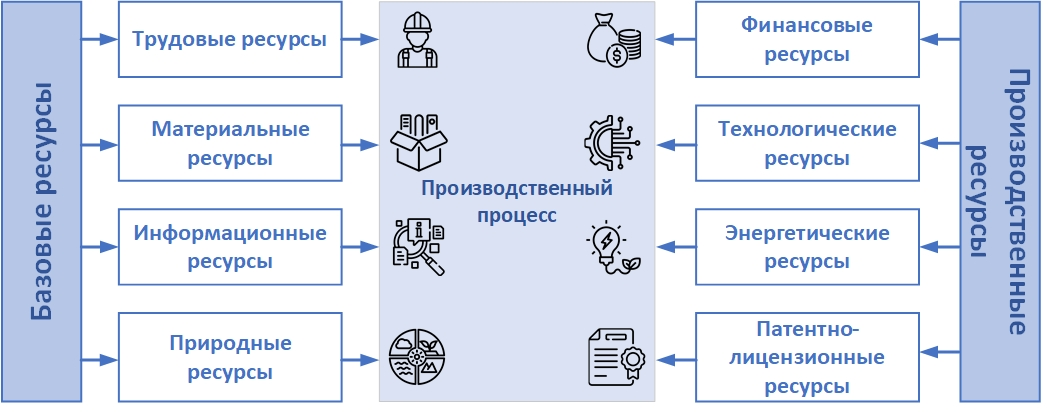 Базовые ресурсы
Трудовые ресурсы
Материальные
ресурсы
Информационные
ресурсы
Природные
ресурсы
Производственный
процесс
Финансовые
ресурсы
Технологические
ресурсы
Энергетические
ресурсы
Патентно-
лицензионные
ресурсы
Производственные
ресурсы